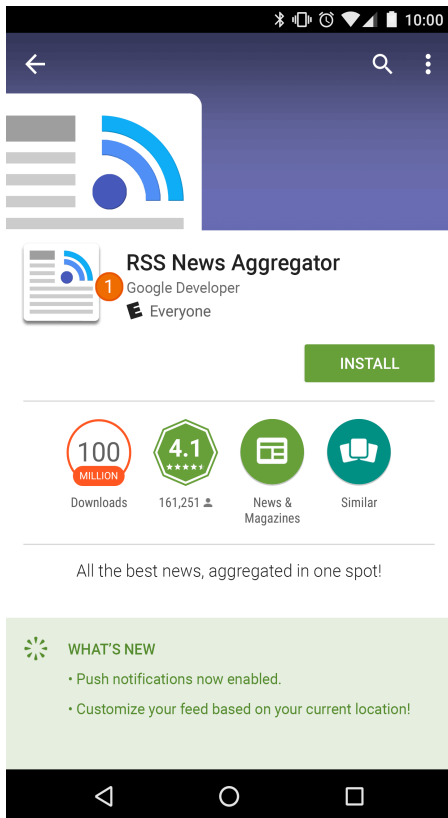 10:00
RSS News Aggregator
1
Google Developer
E Everyone
INSTALL
100
MILLION
4.1
Downloads
161,251
News &
Magazines
Similar
All the best news, aggregated in one spot!
WHAT'S NEW
• Push notifications now enabled.
• Customize your feed based on your current location!